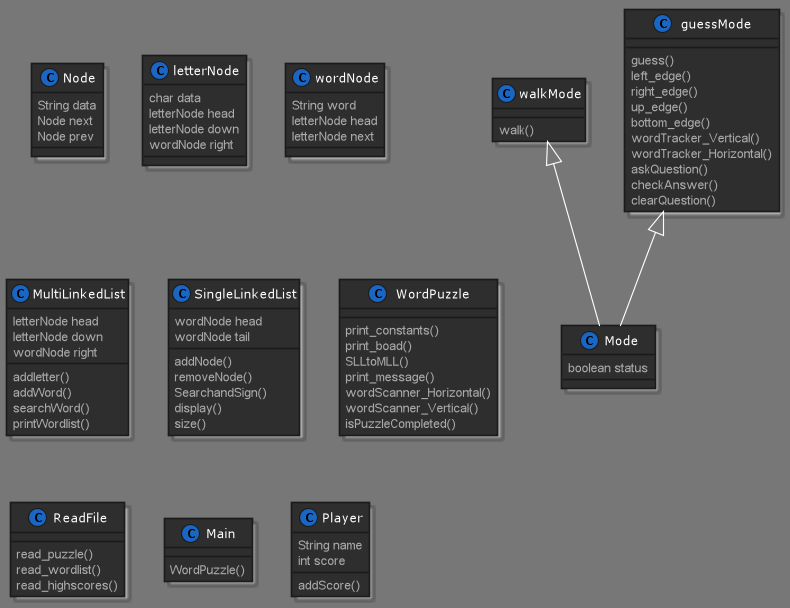 C Node
String data
Node next
Node prev
C letterNode
char data
letterNode head
letterNode down
wordNode right
C wordNode
String word
letterNode head
letterNode next
C walkMode
walk()
C guessMode
guess()
left_edge()
right_edge()
up_edge()
bottom_edge()
wordTracker_Vertical()
wordTracker_Horizontal()
askQuestion()
checkAnswer()
clearQuestion()
C MultiLinkedList
letterNode head
letterNode down
wordNode right
addletter()
addWord()
searchWord()
printWordlist()
C SingleLinkedList
wordNode head
wordNode tail
addNode()
removeNode()
SearchandSign()
display()
size()
C WordPuzzle
print_constants()
print_boad()
SLLtoMLL()
print_message()
wordScanner_Horizontal()
wordScanner_Vertical()
isPuzzleCompleted()
C Mode
boolean status
C ReadFile
read_puzzle()
read_wordlist()
read_highscores()
C Main
WordPuzzle()
C Player
String name
int score
addScore()